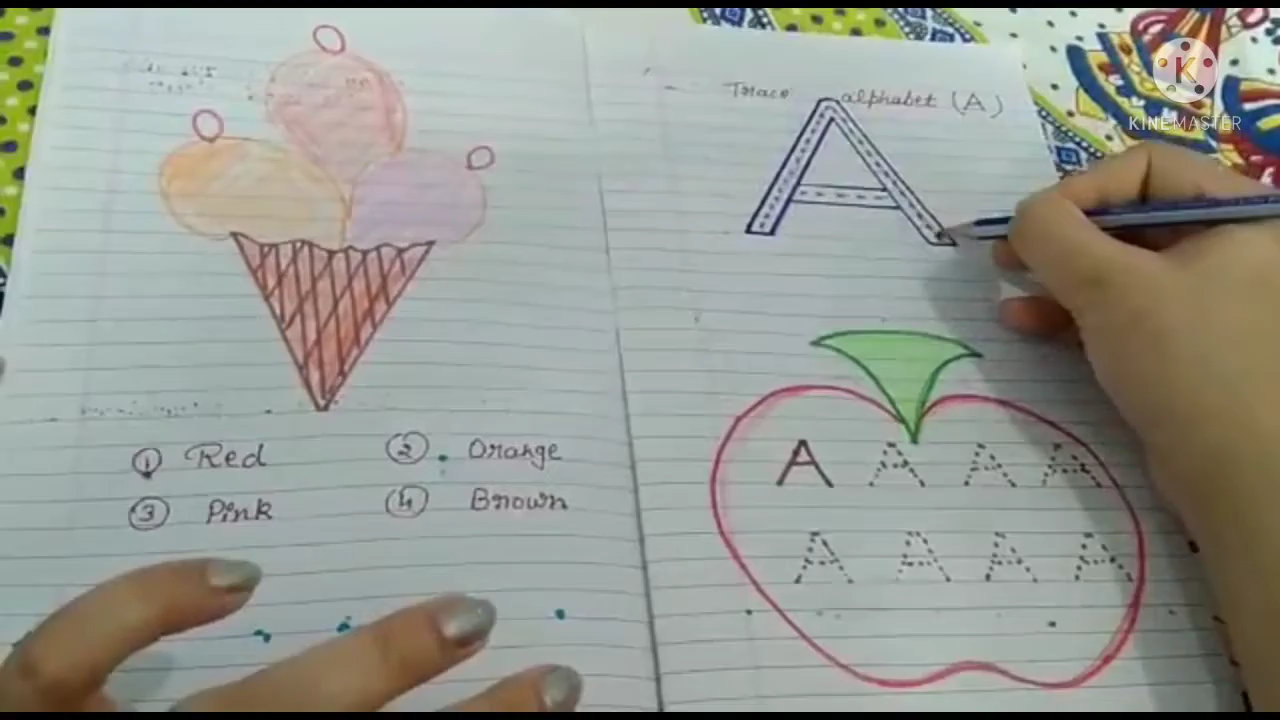 ① Red ② Orange
③ Pink ④ Brown
Trace alphabet (A)
A
A A A A
A A A A
K
KINEMASTER